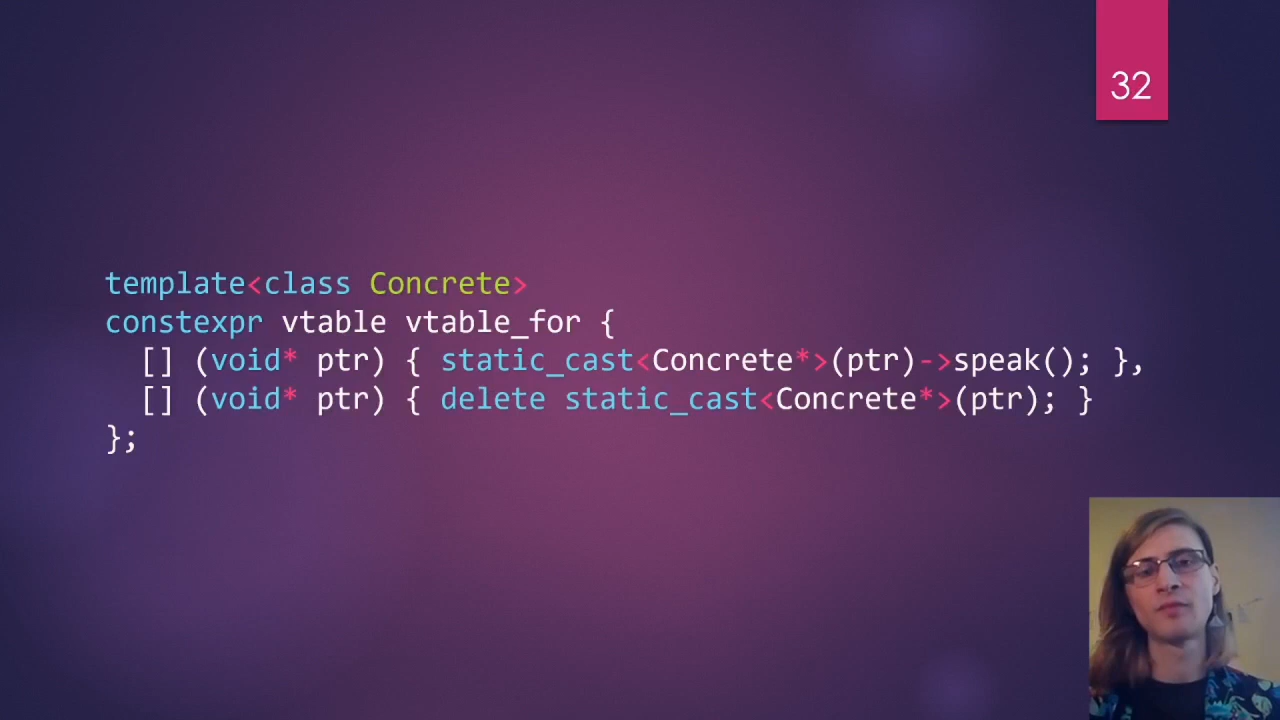 32
template<class Concrete>
constexpr vtable vtable_for {
  [] (void* ptr) { static_cast<Concrete*>(ptr)->speak(); },
  [] (void* ptr) { delete static_cast<Concrete*>(ptr); }
};